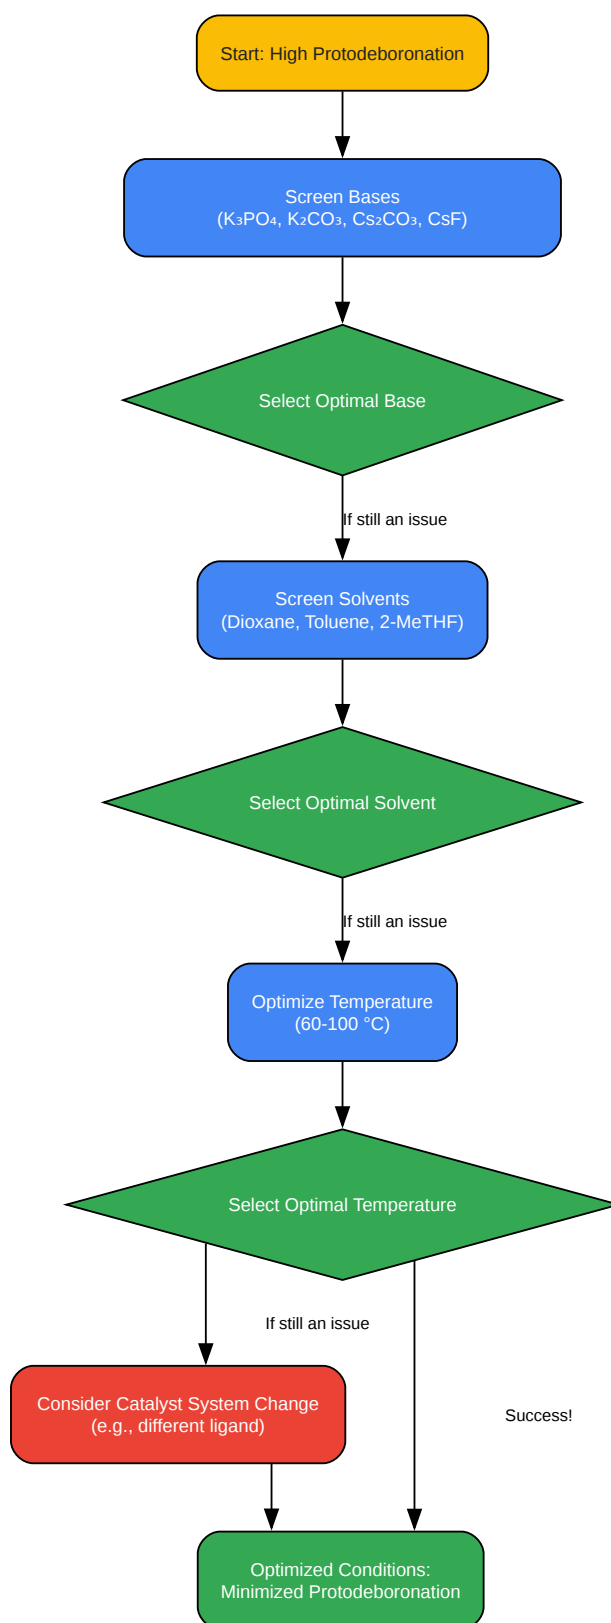 Start: High Protodeboronation
Screen Bases
(K₃PO₄, K₂CO₃, Cs₂CO₃, CsF)
Select Optimal Base
If still an issue
Screen Solvents
(Dioxane, Toluene, 2-MeTHF)
Select Optimal Solvent
If still an issue
Optimize Temperature
(60-100 °C)
Select Optimal Temperature
If still an issue
Consider Catalyst System Change
(e.g., different ligand)
Success!
Optimized Conditions:
Minimized Protodeboronation